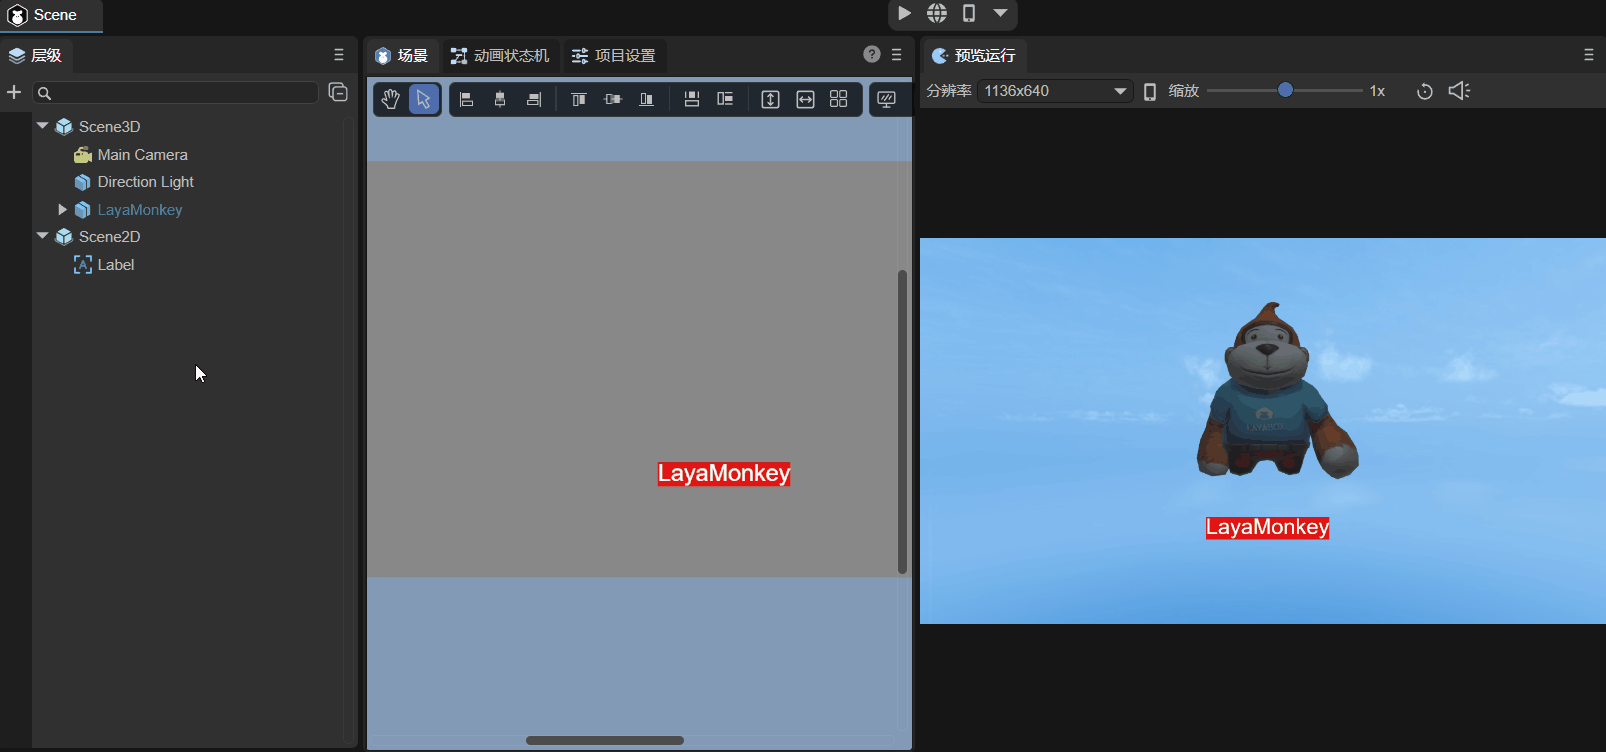 Scene
层级
场景
动画状态机
项目设置
预览运行
分辨率
1136x640
缩放
1x
Scene3D
Main Camera
Direction Light
LayaMonkey
Scene2D
Label
LayaMonkey
LAYABOX
LayaMonkey